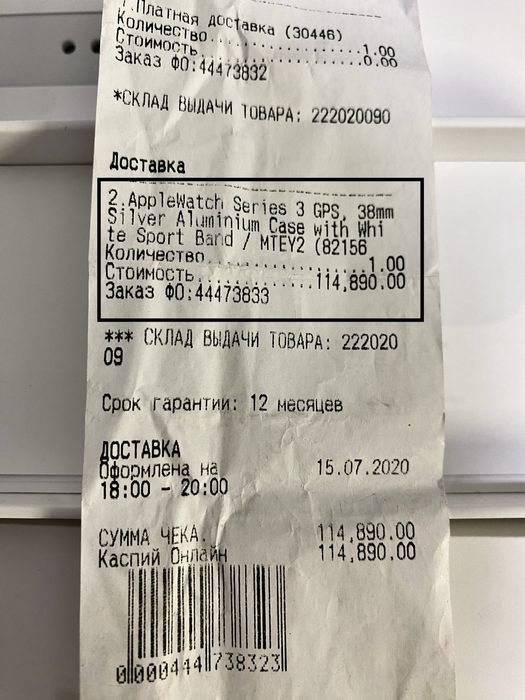 1.Платная доставка (30446)
Количество..................1.00
Стоимость...................0.00
Заказ ФО:44473832
*СКЛАД ВЫДАЧИ ТОВАРА: 222020090
Доставка
2.AppleWatch Series 3 GPS, 38mm
Silver Aluminium Case with Whi
te Sport Band / MTEY2 (82156
Количество..................1.00
Стоимость..............114,890.00
Заказ ФО:44473833
*** СКЛАД ВЫДАЧИ ТОВАРА: 222020
09
Срок гарантии: 12 месяцев
ДОСТАВКА
Оформлена на 15.07.2020
18:00 - 20:00
СУММА ЧЕКА.. 114,890.00
Каспий Онлайн 114,890.00
0000444738323